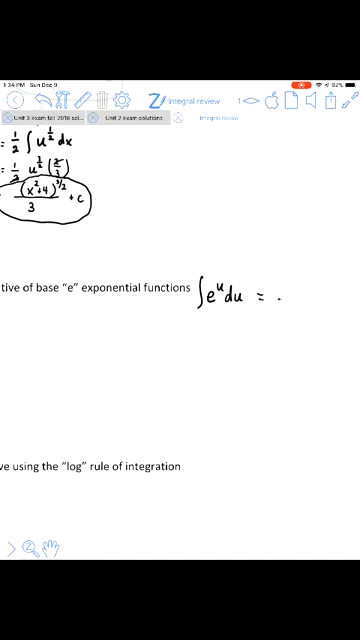 1:34 PM Sun Dec 9
92%
Integral review
1
Unit 3 Exam fall 2018 sol...
Unit 2 Exam solutions
Integral review
= 1/2 ∫ u^(1/2) dx
= 1/2 u^(3/2) (2/3)
(x²+4)^(3/2) / 3 + C
tive of base "e" exponential functions ∫e^u du =
ve using the "log" rule of integration